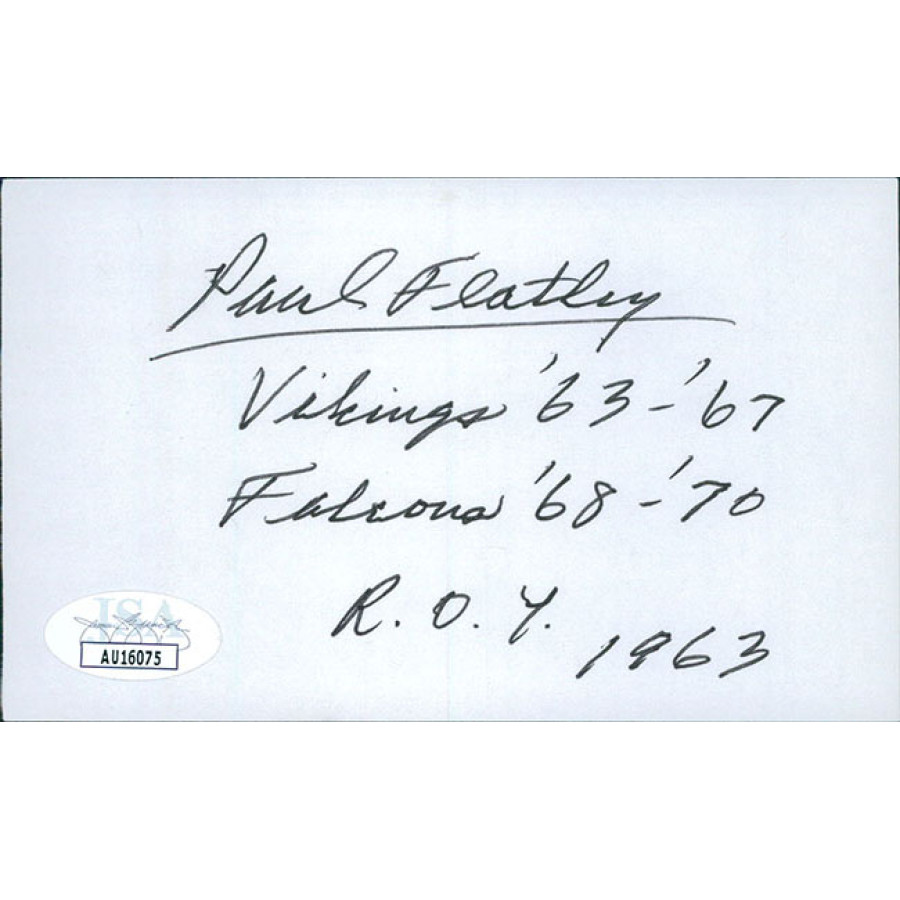 Paul Flatley
Vikings '63-'67
Falcons '68-'70
R.O.Y. 1963
JSA
AU16075